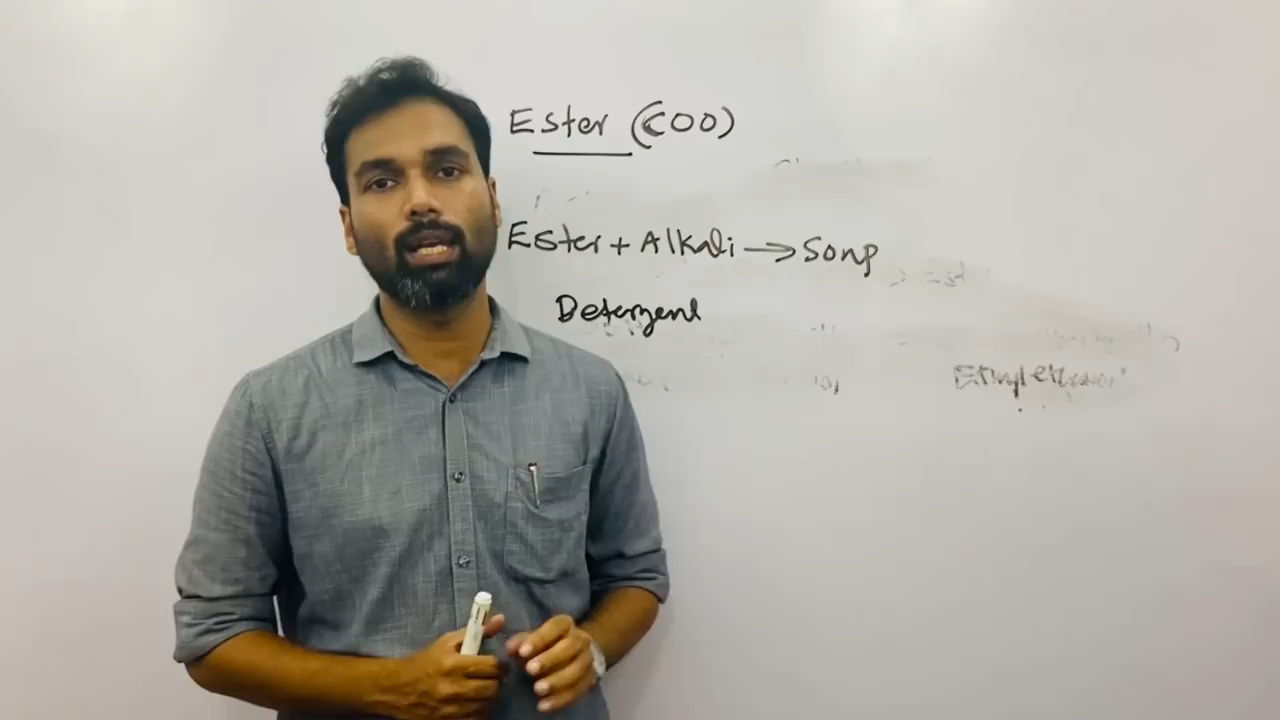 Ester (COO)
Ester + Alkali → Soap
Detergent